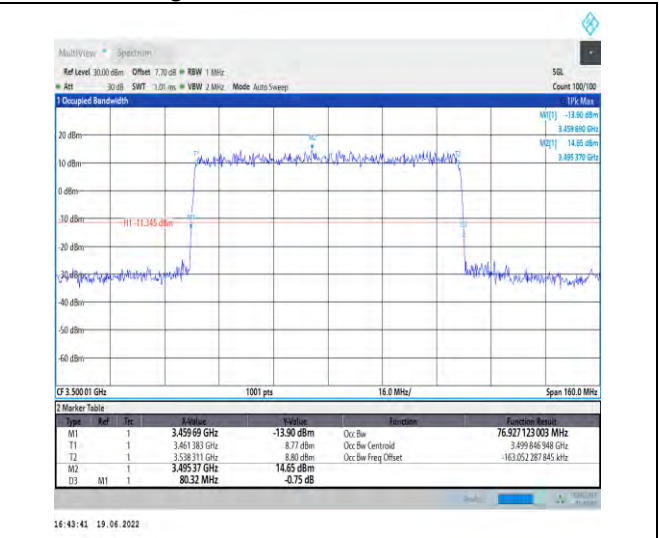 MultiView Spectrum
Ref Level 30.00 dBm Offset 7.70 dB RBW 1 MHz SGL
Att 30 dB SWT 1.01 ms VBW 2 MHz Mode Auto Sweep Count 100/100
1 Occupied Bandwidth 1Pk Max
M1[1] -13.90 dBm
3.459 690 GHz
M2[1] 14.65 dBm
3.495 370 GHz
20 dBm
10 dBm
0 dBm
-10 dBm
H1 -11.345 dBm
-20 dBm
-30 dBm
-40 dBm
-50 dBm
-60 dBm
CF 3.500 01 GHz 1001 pts 16.0 MHz/ Span 160.0 MHz
2 Marker Table
Type Ref Trc X-Value Y-Value Function Function Result
M1 1 3.459 69 GHz -13.90 dBm Occ Bw 76.927 123 003 MHz
T1 1 3.461 383 GHz 8.77 dBm Occ Bw Centroid 3.499 846 948 GHz
T2 1 3.538 311 GHz 8.80 dBm Occ Bw Freq Offset -163.052 287 845 kHz
M2 1 3.495 37 GHz 14.65 dBm
D3 M1 1 80.32 MHz -0.75 dB
16:43:41 19.06.2022